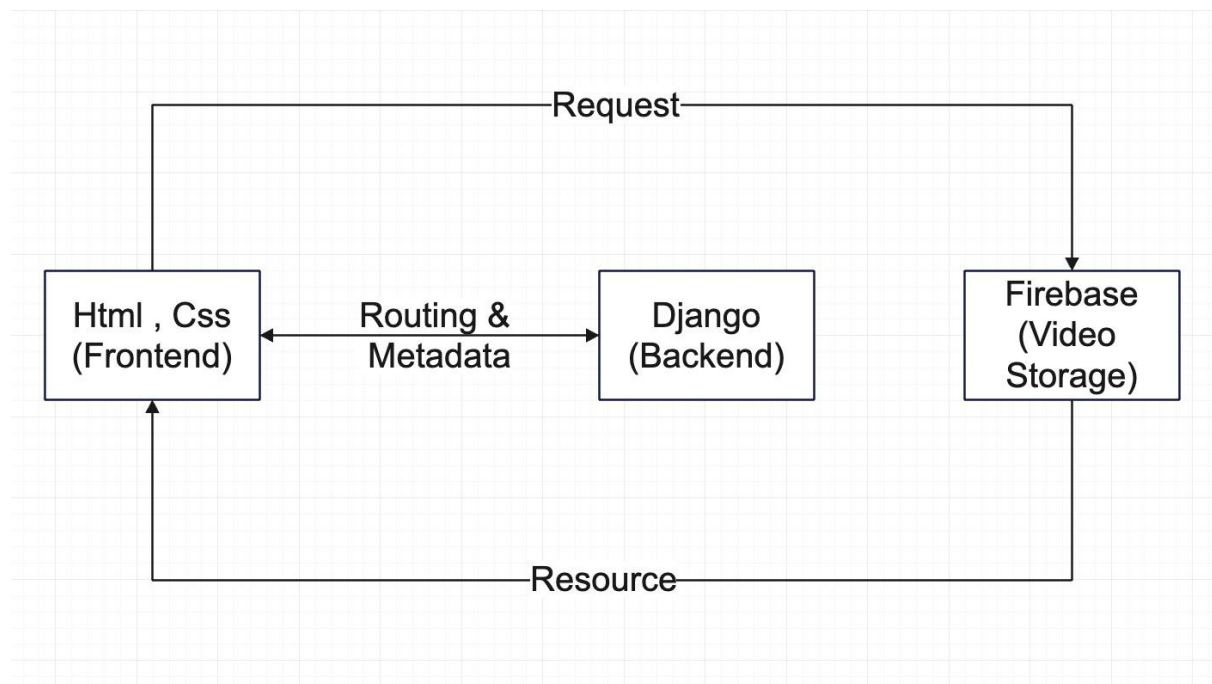 Request
Html , Css
(Frontend)
Routing &
Metadata
Django
(Backend)
Firebase
(Video
Storage)
Resource